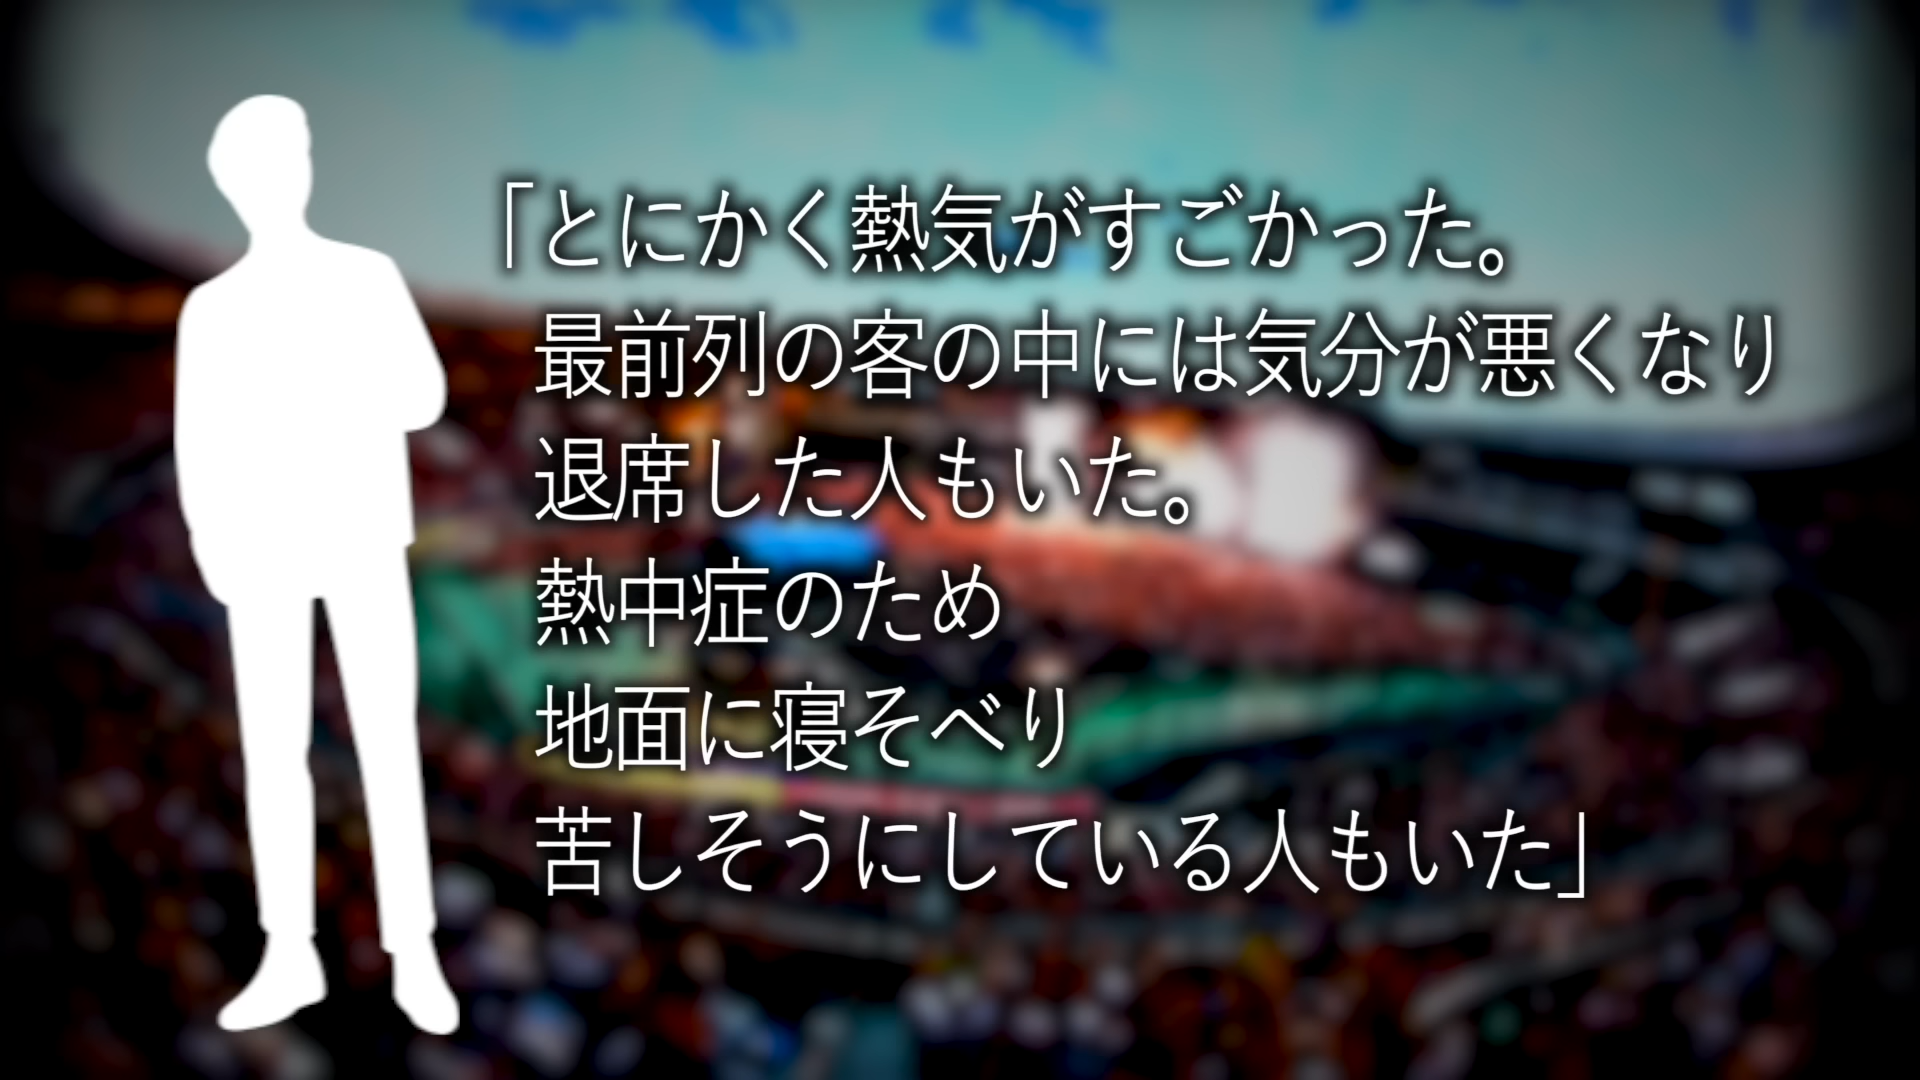 「とにかく熱気がすごかった。
最前列の客の中には気分が悪くなり
退席した人もいた。
熱中症のため
地面に寝そべり
苦しそうにしている人もいた」